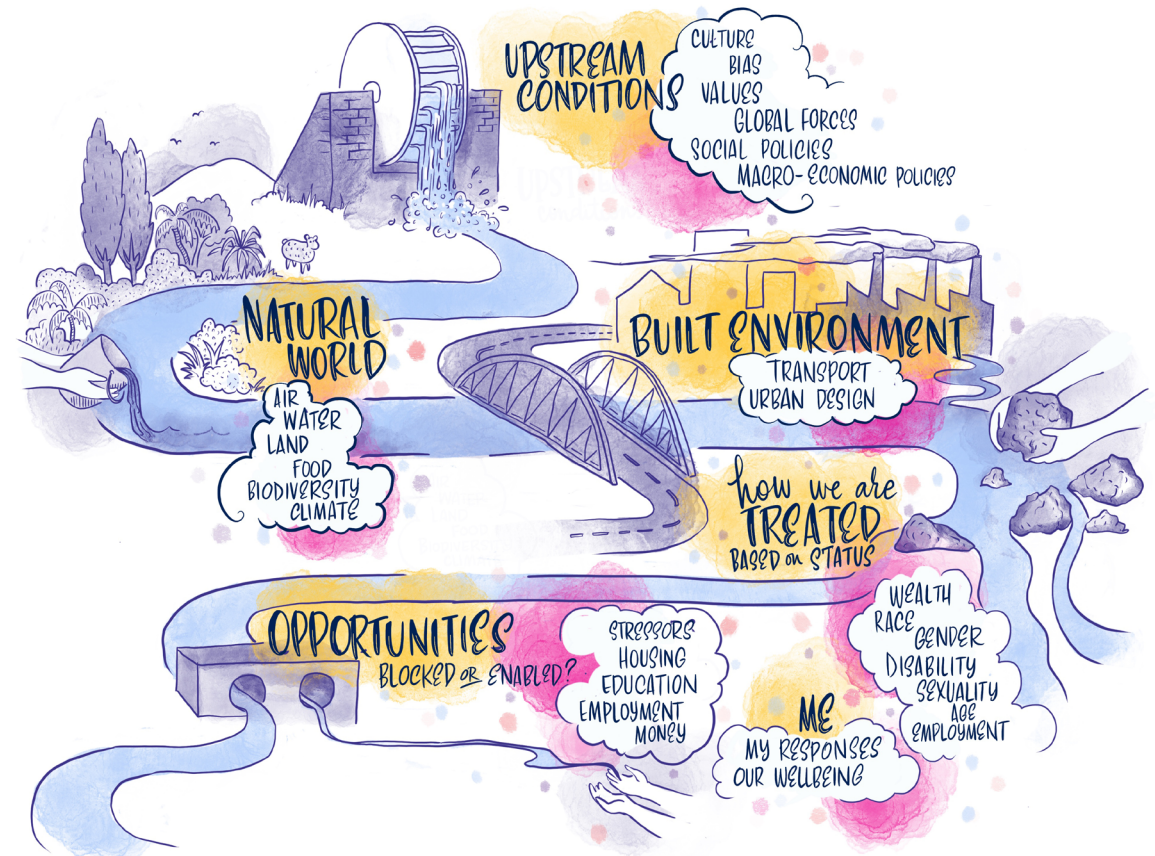 UPSTREAM
CONDITIONS
CULTURE
BIAS
VALUES
GLOBAL FORCES
SOCIAL POLICIES
MACRO-ECONOMIC POLICIES
NATURAL
WORLD
AIR
WATER
LAND
FOOD
BIODIVERSITY
CLIMATE
BUILT ENVIRONMENT
TRANSPORT
URBAN DESIGN
how we are
TREATED
BASED on STATUS
WEALTH
RACE
GENDER
DISABILITY
SEXUALITY
AGE
EMPLOYMENT
OPPORTUNITIES
BLOCKED OR ENABLED?
STRESSORS
HOUSING
EDUCATION
EMPLOYMENT
MONEY
ME
MY RESPONSES
OUR WELLBEING